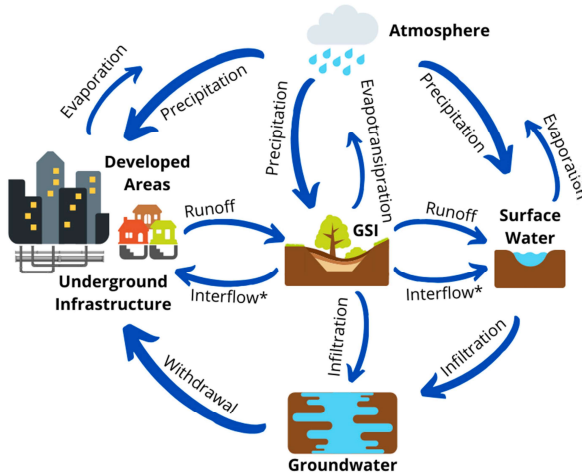 Atmosphere
Evaporation
Precipitation
Precipitation
Evapotransipration
Precipitation
Evaporation
Developed
Areas
Runoff
GSI
Runoff
Surface
Water
Underground
Infrastructure
Interflow*
Interflow*
Withdrawal
Infiltration
Infiltration
Groundwater